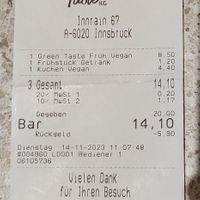 KG
Innrain 67
A-6020 Innsbruck
1 Green Taste Früh Vegan 8.50
1 Frühstück Getränk 1.20
1 Kuchen Vegan 4.40
3 Gesamt 14,10
20% MwSt 1 0.20
10% MwSt 2 1.17
Gegeben 20.00
Bar 14,10
Rückgeld -5.90
Dienstag 14-11-2023 11:07:48
#004960 L0001 Bediener 1
06105736
Vielen Dank
für Ihren Besuch